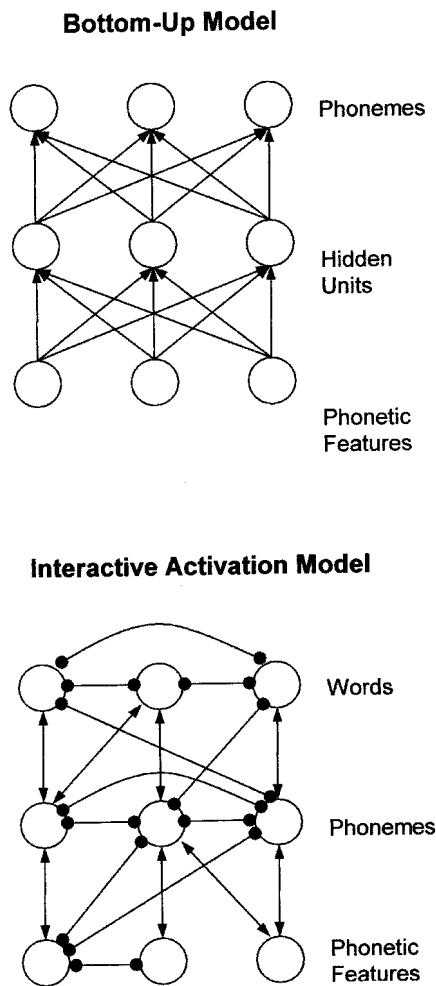 Bottom-Up Model
Phonemes
Hidden
Units
Phonetic
Features
Interactive Activation Model
Words
Phonemes
Phonetic
Features